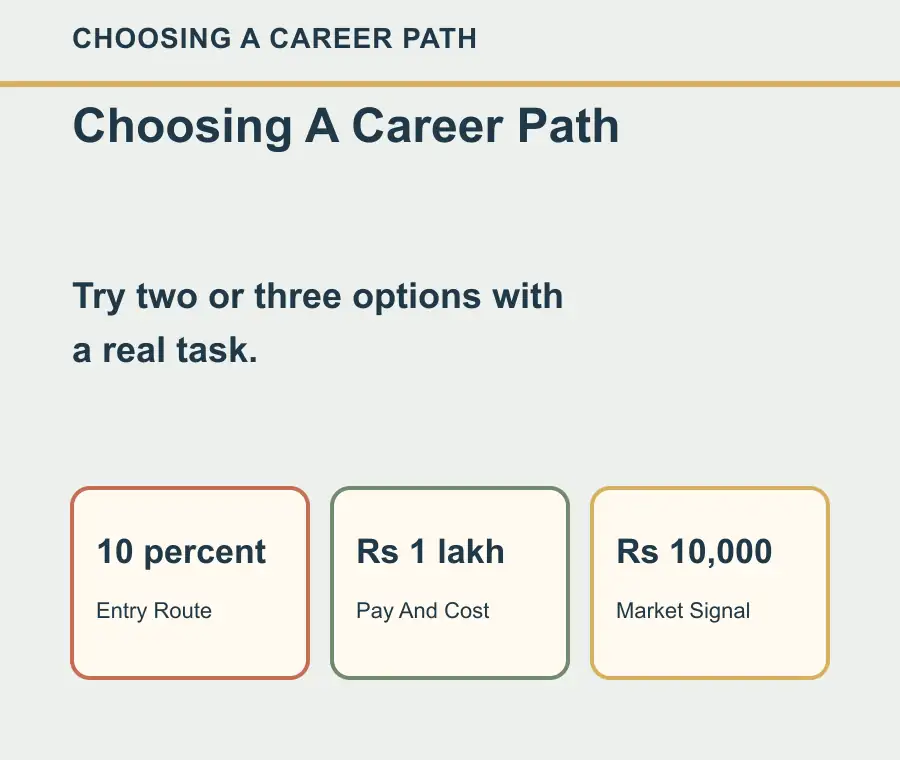 CHOOSING A CAREER PATH
Choosing A Career Path
Try two or three options with
a real task.
10 percent
Entry Route
Rs 1 lakh
Pay And Cost
Rs 10,000
Market Signal